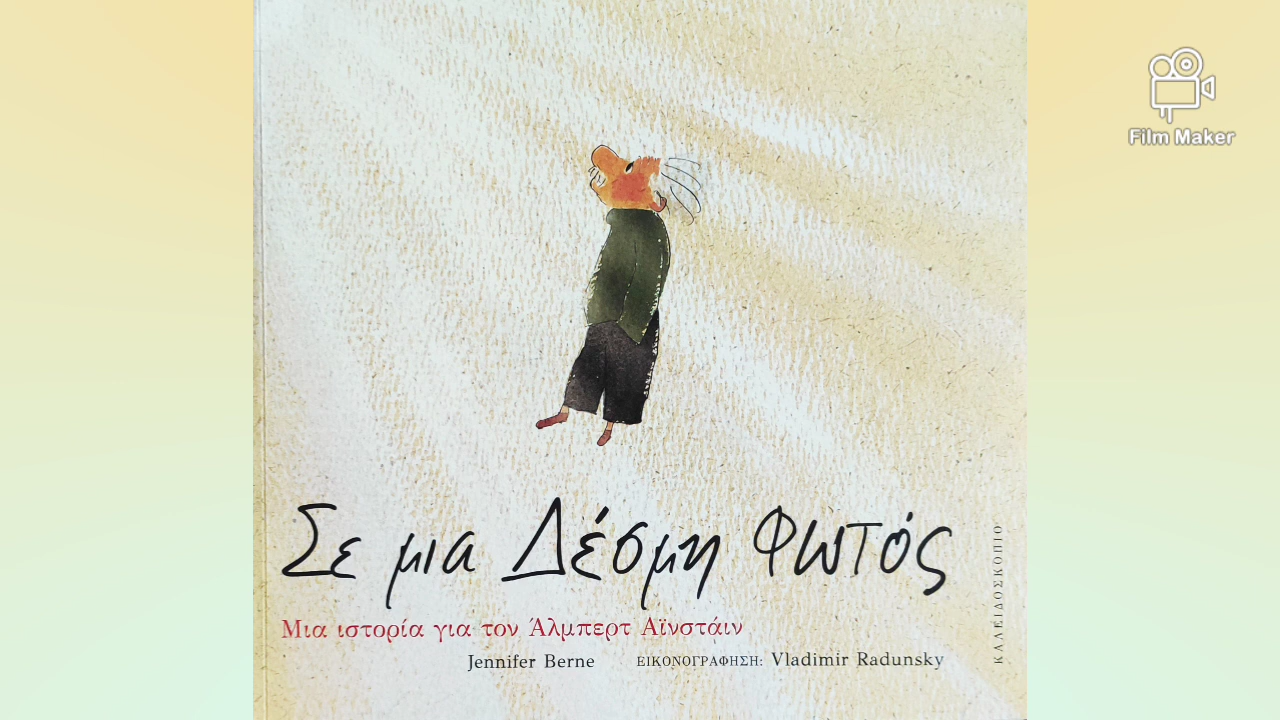 Film Maker
Σε μια Δέσμη Φωτός
Μια ιστορία για τον Άλμπερτ Αϊνστάιν
Jennifer Berne ΕΙΚΟΝΟΓΡΑΦΗΣΗ: Vladimir Radunsky
ΚΑΛΕΙΔΟΣΚΟΠΙΟ